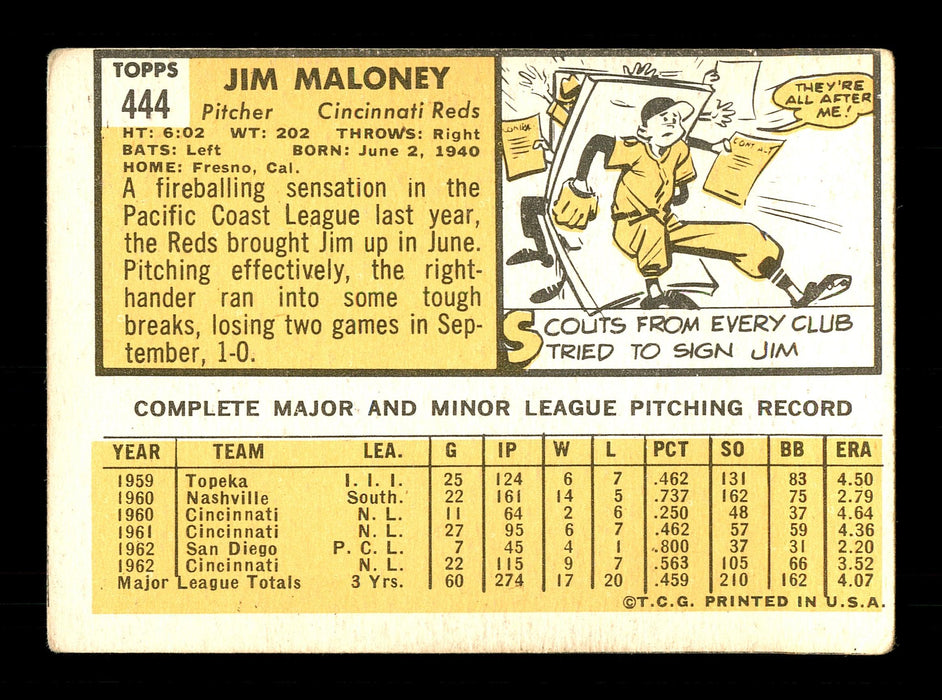 TOPPS
444
JIM MALONEY
Pitcher Cincinnati Reds
HT: 6:02 WT: 202 THROWS: Right
BATS: Left BORN: June 2, 1940
HOME: Fresno, Cal.
A fireballing sensation in the
Pacific Coast League last year,
the Reds brought Jim up in June.
Pitching effectively, the right-
hander ran into some tough
breaks, losing two games in Sep-
tember, 1-0.
THEY'RE
ALL AFTER
ME!
SCOUTS FROM EVERY CLUB
TRIED TO SIGN JIM
COMPLETE MAJOR AND MINOR LEAGUE PITCHING RECORD
YEAR TEAM LEA. G IP W L PCT SO BB ERA
1959 Topeka I. I. I. 25 124 6 7 .462 131 83 4.50
1960 Nashville South. 22 161 14 5 .737 162 75 2.79
1960 Cincinnati N. L. 11 64 2 6 .250 48 37 4.64
1961 Cincinnati N. L. 27 95 6 7 .462 57 59 4.36
1962 San Diego P. C. L. 7 45 4 1 .800 37 31 2.20
1962 Cincinnati N. L. 22 115 9 7 .563 105 66 3.52
Major League Totals 3 Yrs. 60 274 17 20 .459 210 162 4.07
©T.C.G. PRINTED IN U.S.A.